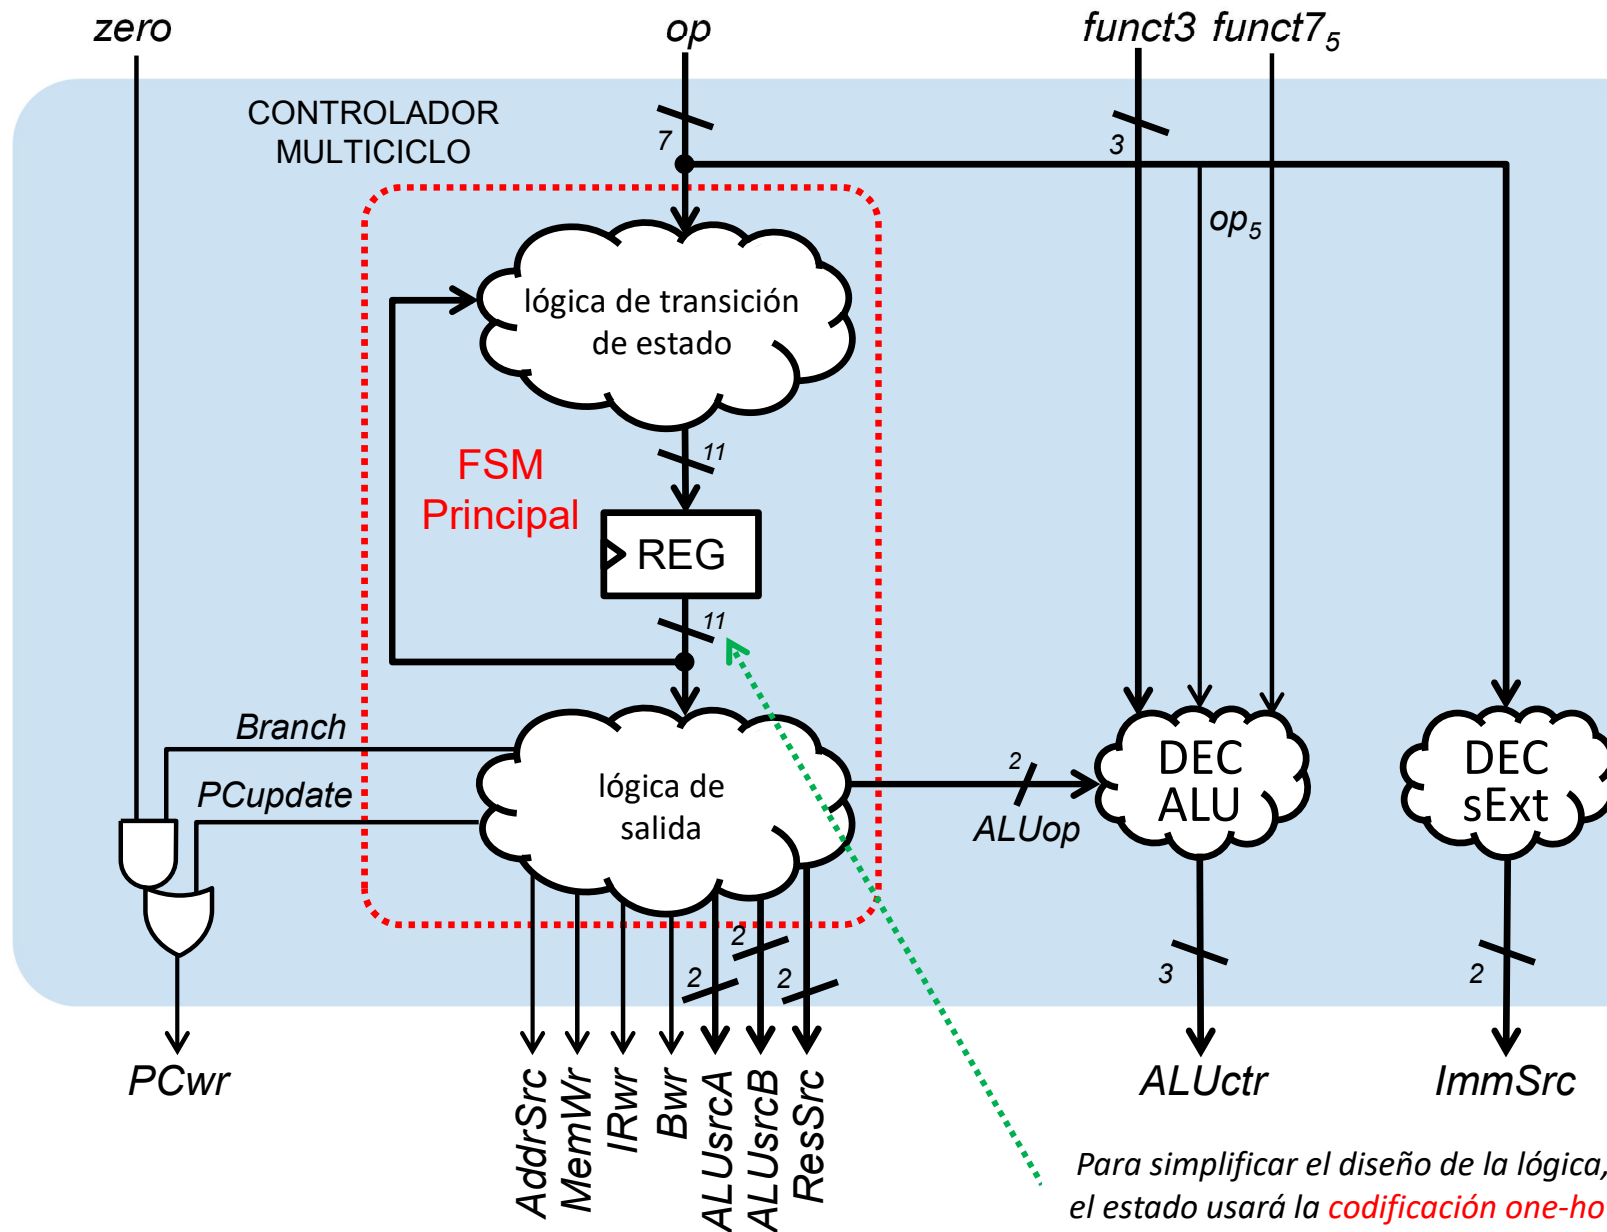 zero
op
funct3
funct7₅
CONTROLADOR
MULTICICLO
7
3
op₅
lógica de transición
de estado
11
FSM
Principal
REG
11
Branch
PCupdate
lógica de
salida
2
ALUop
DEC
ALU
DEC
sExt
2
2
2
3
2
PCwr
AddrSrc
MemWr
IRwr
Bwr
ALUsrcA
ALUsrcB
ResSrc
ALUctr
ImmSrc
Para simplificar el diseño de la lógica,
el estado usará la codificación one-ho